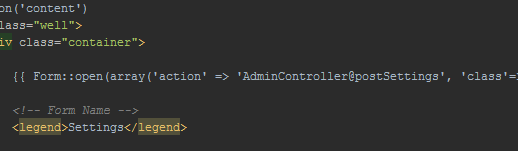 on('content')
lass="well">
iv class="container">
{{ Form::open(array('action' => 'AdminController@postSettings', 'class'=
<!-- Form Name -->
<legend>Settings</legend>